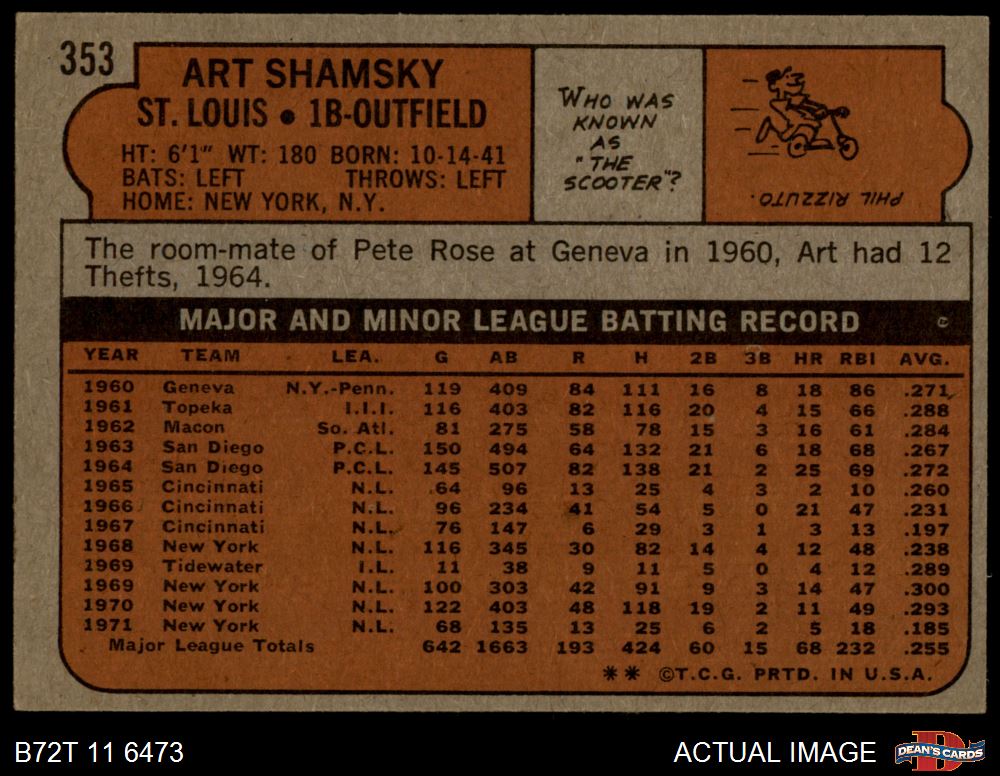 353
ART SHAMSKY
ST. LOUIS • 1B-OUTFIELD
HT: 6'1" WT: 180 BORN: 10-14-41
BATS: LEFT THROWS: LEFT
HOME: NEW YORK, N.Y.
WHO WAS
KNOWN
AS
"THE
SCOOTER"?
PHIL RIZZUTO.
The room-mate of Pete Rose at Geneva in 1960, Art had 12
Thefts, 1964.
MAJOR AND MINOR LEAGUE BATTING RECORD
YEAR TEAM LEA. G AB R H 2B 3B HR RBI AVG.
1960 Geneva N.Y.-Penn. 119 409 84 111 16 8 18 86 .271
1961 Topeka I.I.I. 116 403 82 116 20 4 15 66 .288
1962 Macon So. Atl. 81 275 58 78 15 3 16 61 .284
1963 San Diego P.C.L. 150 494 64 132 21 6 18 68 .267
1964 San Diego P.C.L. 145 507 82 138 21 2 25 69 .272
1965 Cincinnati N.L. 64 96 13 25 4 3 2 10 .260
1966 Cincinnati N.L. 96 234 41 54 5 0 21 47 .231
1967 Cincinnati N.L. 76 147 6 29 3 1 3 13 .197
1968 New York N.L. 116 345 30 82 14 4 12 48 .238
1969 Tidewater I.L. 11 38 9 11 5 0 4 12 .289
1969 New York N.L. 100 303 42 91 9 3 14 47 .300
1970 New York N.L. 122 403 48 118 19 2 11 49 .293
1971 New York N.L. 68 135 13 25 6 2 5 18 .185
Major League Totals 642 1663 193 424 60 15 68 232 .255
** ©T.C.G. PRTD. IN U.S.A.
B72T 11 6473
ACTUAL IMAGE
D
DEAN'S CARDS